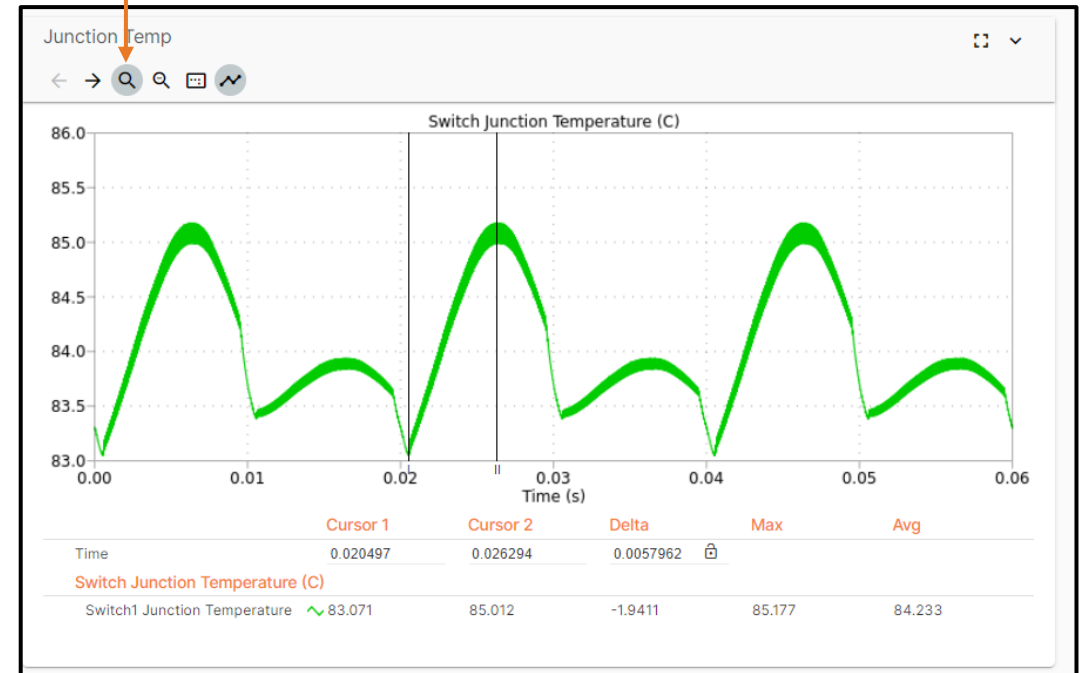 Junction Temp
Switch Junction Temperature (C)
86.0
85.5
85.0
84.5
84.0
83.5
83.0
0.00 0.01 0.02 0.03 0.04 0.05 0.06
I II
Time (s)
Cursor 1 Cursor 2 Delta Max Avg
Time 0.020497 0.026294 0.0057962
Switch Junction Temperature (C)
Switch1 Junction Temperature 83.071 85.012 -1.9411 85.177 84.233